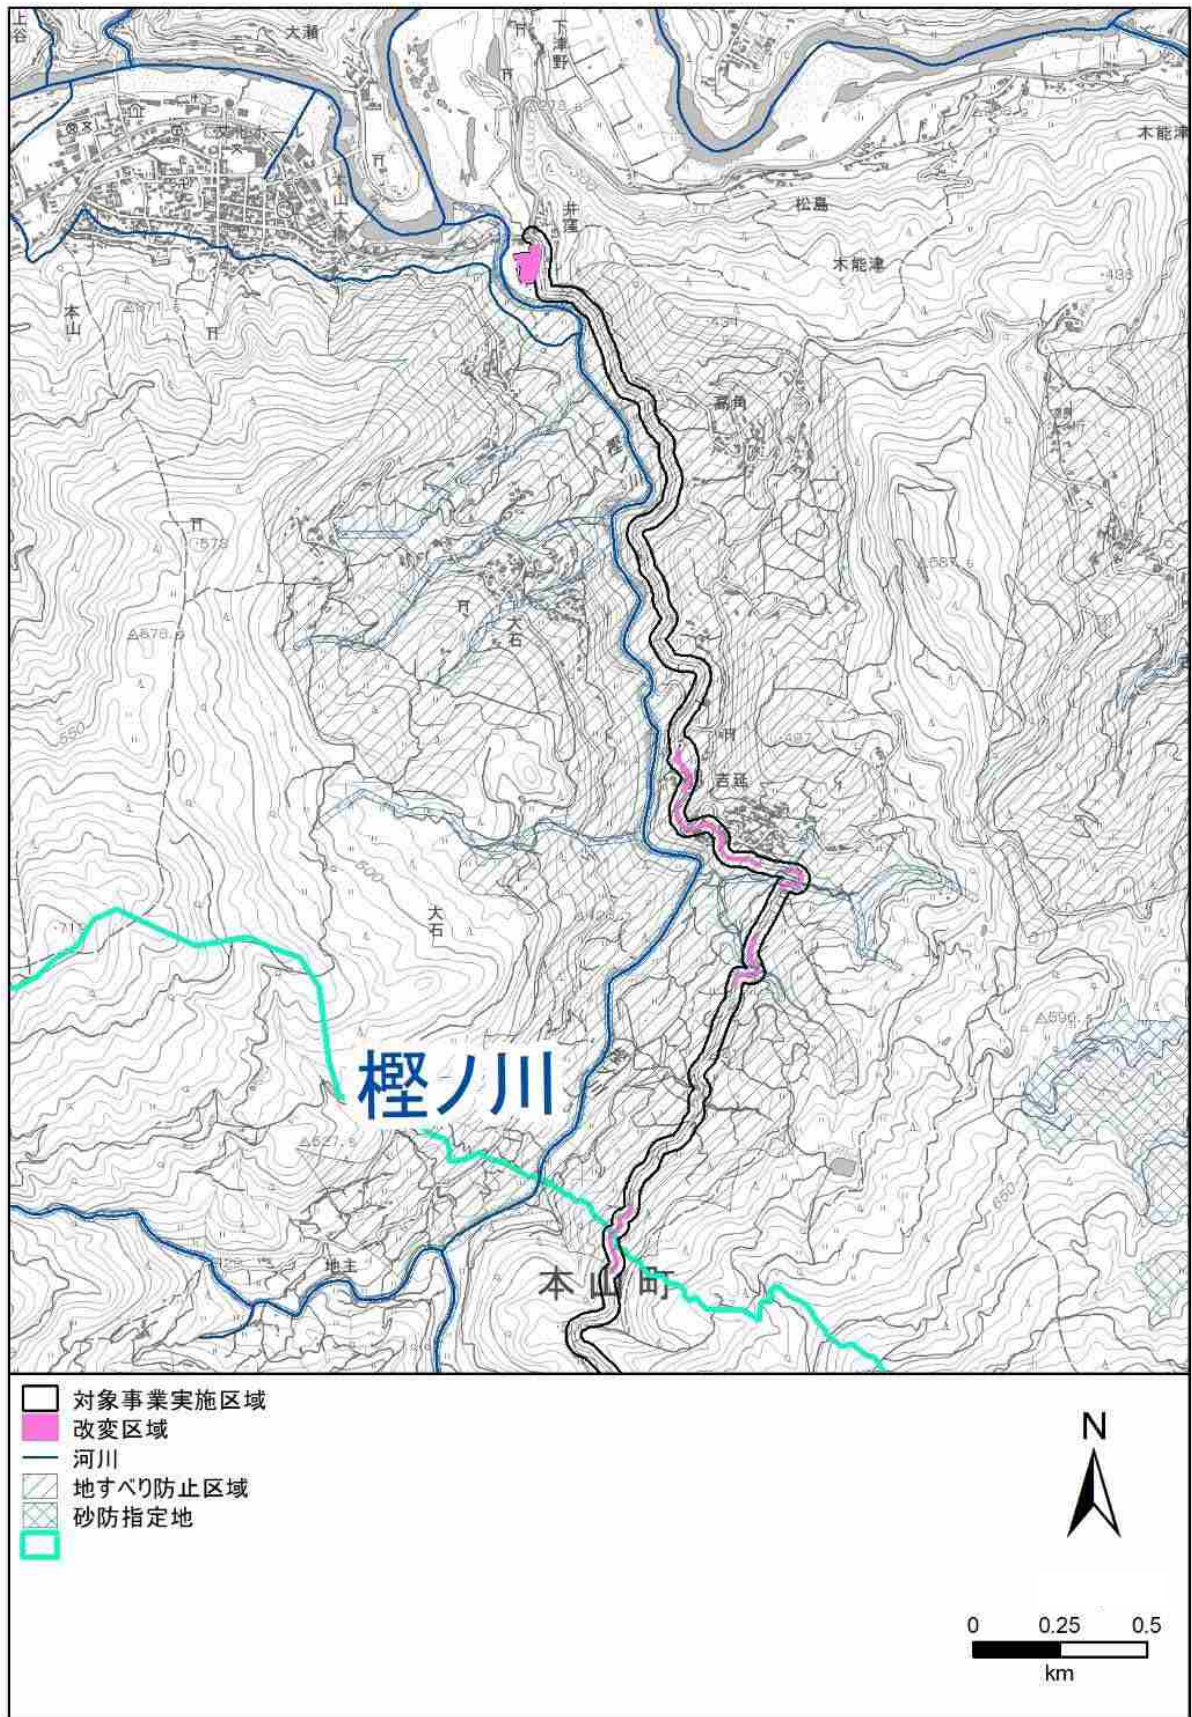 上谷
大瀬
下津野
木能津
井窪
松島
木能津
本山
高角
大石
吉延
大石
樫ノ川
地主
本山町
対象事業実施区域
改変区域
河川
地すべり防止区域
砂防指定地
N
0 0.25 0.5
km